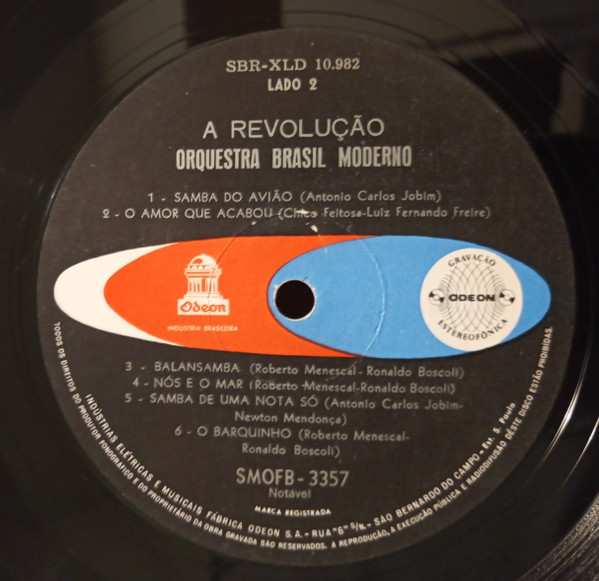 SBR-XLD 10.982
LADO 2
A REVOLUÇÃO
ORQUESTRA BRASIL MODERNO
1 - SAMBA DO AVIÃO (Antonio Carlos Jobim)
2 - O AMOR QUE ACABOU (Chico Feitosa-Luiz Fernando Freire)
Odeon
INDÚSTRIA BRASILEIRA
GRAVAÇÃO
ODEON
ESTEREOFÔNICA
3 - BALANSAMBA (Roberto Menescal-Ronaldo Boscoli)
4 - NÓS E O MAR (Roberto Menescal-Ronaldo Boscoli)
5 - SAMBA DE UMA NOTA SÓ (Antonio Carlos Jobim-
Newton Mendonça)
6 - O BARQUINHO (Roberto Menescal-
Ronaldo Boscoli)
SMOFB - 3357
Notável
MARCA REGISTRADA
INDÚSTRIAS ELÉTRICAS E MUSICAIS FÁBRICA ODEON S.A. - RUA "6" S/n. - SÃO BERNARDO DO CAMPO - Est. S. Paulo
TODOS OS DIREITOS DO PRODUTOR FONOGRÁFICO E DO PROPRIETÁRIO DA OBRA GRAVADA SÃO RESERVADOS. A REPRODUÇÃO, A EXECUÇÃO PÚBLICA E RADIODIFUSÃO DÊSTE DISCO ESTÃO PROIBIDAS.